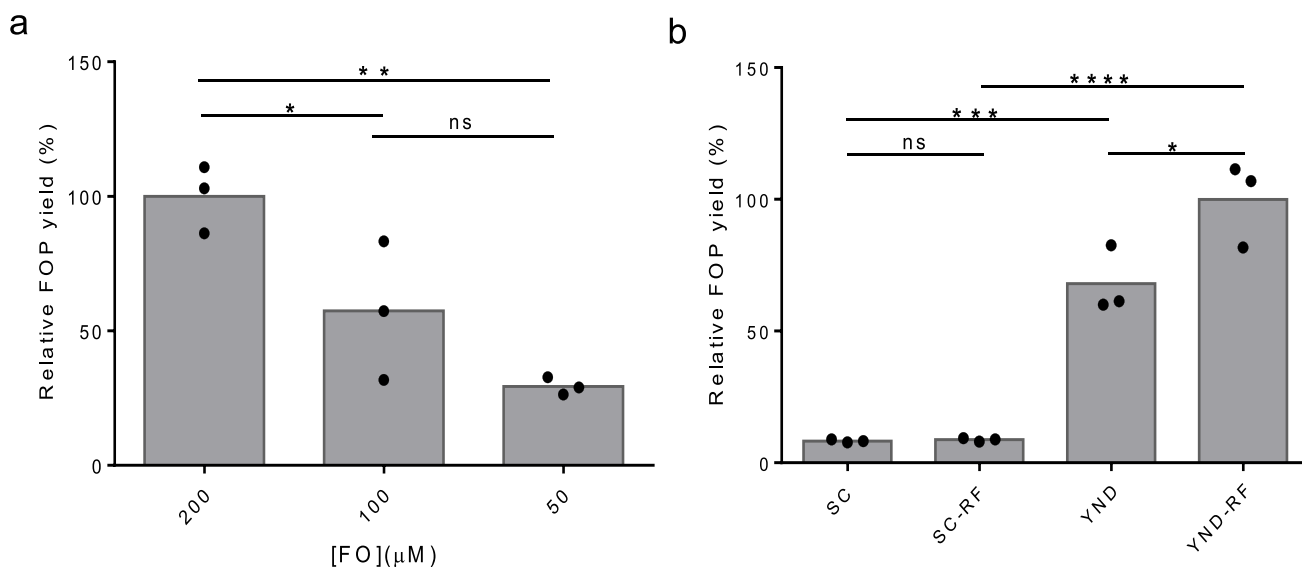 a
Relative FOP yield (%)
150
100
50
0
* *
*
ns
200
100
50
[FO](μM)
b
Relative FOP yield (%)
150
100
50
0
* * * *
* * *
ns
*
SC
SC-RF
YND
YND-RF